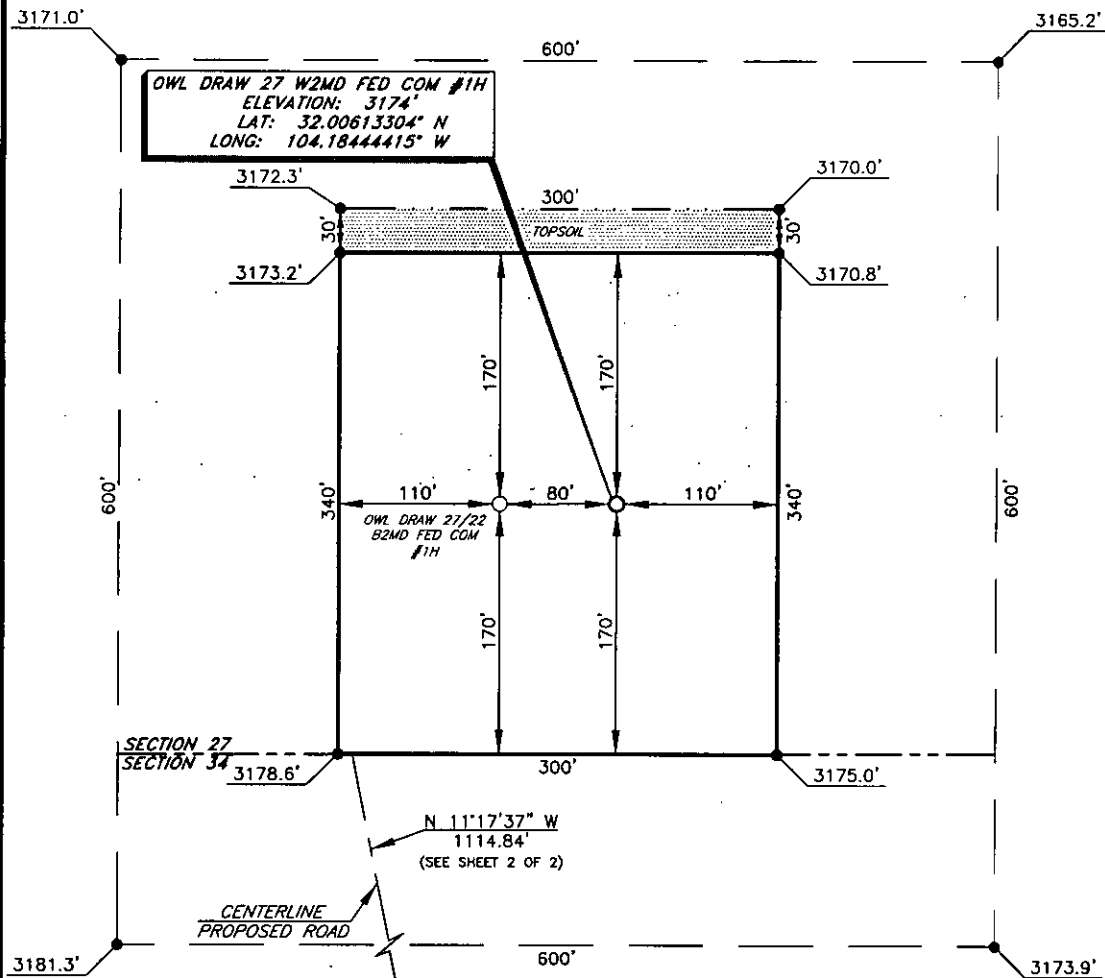 3171.0'
3165.2'
600'
OWL DRAW 27 W2MD FED COM #1H
ELEVATION: 3174'
LAT: 32.00613304° N
LONG: 104.18444415° W
3172.3'
3170.0'
300'
30'
TOPSOIL
30'
3173.2'
3170.8'
170'
170'
600'
340'
110'
80'
110'
340'
600'
OWL DRAW 27/22
B2MD FED COM
#1H
170'
170'
SECTION 27
SECTION 34
3178.6'
300'
3175.0'
N 11°17'37" W
1114.84'
(SEE SHEET 2 OF 2)
CENTERLINE
PROPOSED ROAD
3181.3'
600'
3173.9'